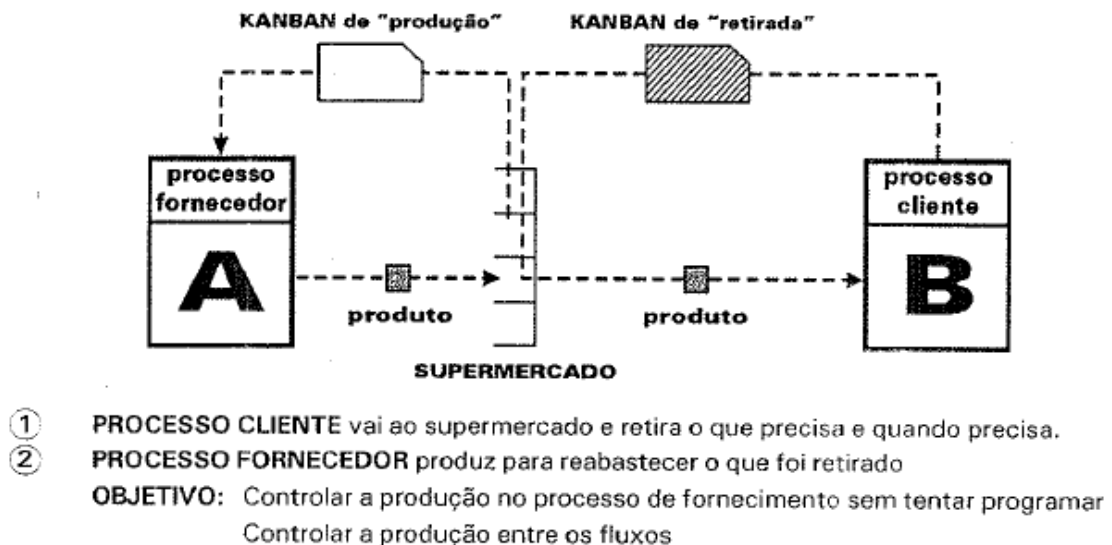 KANBAN de "produção"
KANBAN de "retirada"
processo
fornecedor
A
produto
SUPERMERCADO
produto
processo
cliente
B
1 PROCESSO CLIENTE vai ao supermercado e retira o que precisa e quando precisa.
2 PROCESSO FORNECEDOR produz para reabastecer o que foi retirado
OBJETIVO: Controlar a produção no processo de fornecimento sem tentar programar
Controlar a produção entre os fluxos